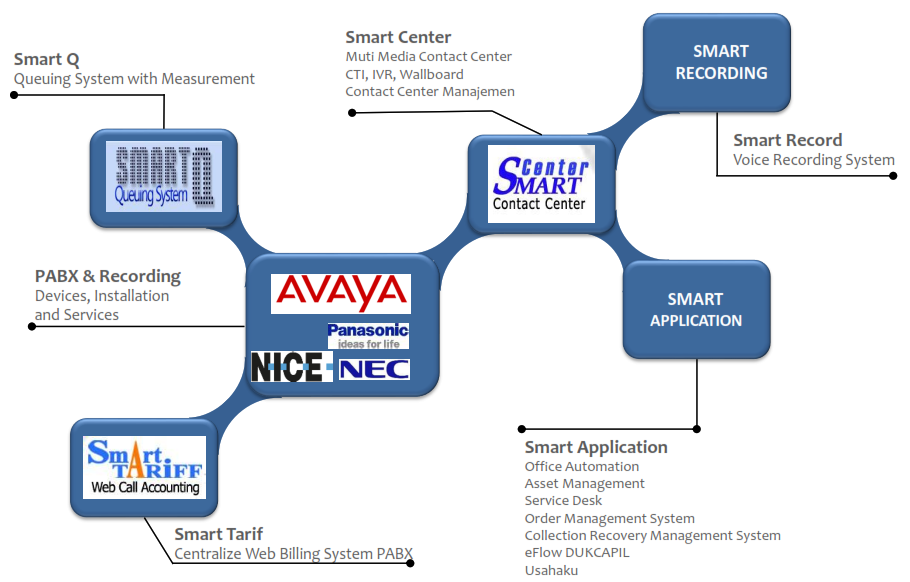 Smart Q
Queuing System with Measurement
SMART Q
Queuing System
Smart Center
Muti Media Contact Center
CTI, IVR, Wallboard
Contact Center Manajemen
Center
SMART
Contact Center
SMART
RECORDING
Smart Record
Voice Recording System
PABX & Recording
Devices, Installation
and Services
AVAYA
Panasonic
ideas for life
NICE
NEC
SMART
APPLICATION
Smart
TARIFF
Web Call Accounting
Smart Tarif
Centralize Web Billing System PABX
Smart Application
Office Automation
Asset Management
Service Desk
Order Management System
Collection Recovery Management System
eFlow DUKCAPIL
Usahaku